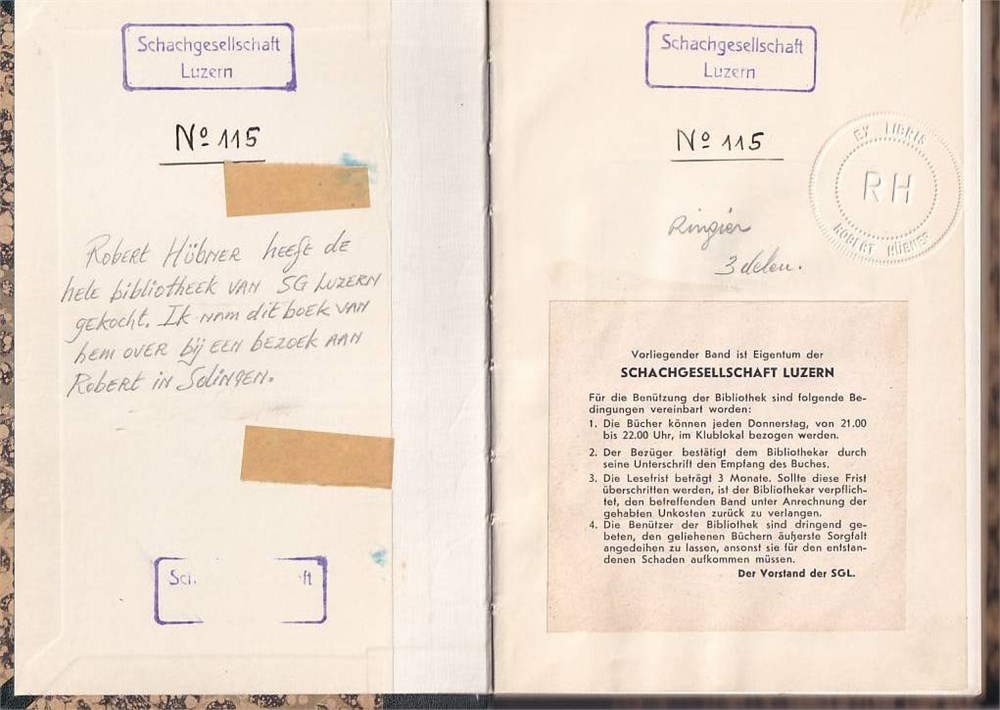 Schachgesellschaft
Luzern
Nº 115
Robert Hübner heeft de
hele bibliotheek van SG Luzern
gekocht. Ik nam dit boek van
hem over bij een bezoek aan
Robert in Solingen.
Sc
ft
Schachgesellschaft
Luzern
Nº 115
EX LIBRIS
RH
ROBERT HÜBNER
Ringier
3 delen.
Vorliegender Band ist Eigentum der
SCHACHGESELLSCHAFT LUZERN
Für die Benützung der Bibliothek sind folgende Be-
dingungen vereinbart worden:
1. Die Bücher können jeden Donnerstag, von 21.00
bis 22.00 Uhr, im Klublokal bezogen werden.
2. Der Bezüger bestätigt dem Bibliothekar durch
seine Unterschrift den Empfang des Buches.
3. Die Lesefrist beträgt 3 Monate. Sollte diese Frist
überschritten werden, ist der Bibliothekar verpflich-
tet, den betreffenden Band unter Anrechnung der
gehabten Unkosten zurück zu verlangen.
4. Die Benützer der Bibliothek sind dringend ge-
beten, den geliehenen Büchern äußerste Sorgfalt
angedeihen zu lassen, ansonst sie für den entstan-
denen Schaden aufkommen müssen.
Der Vorstand der SGL.